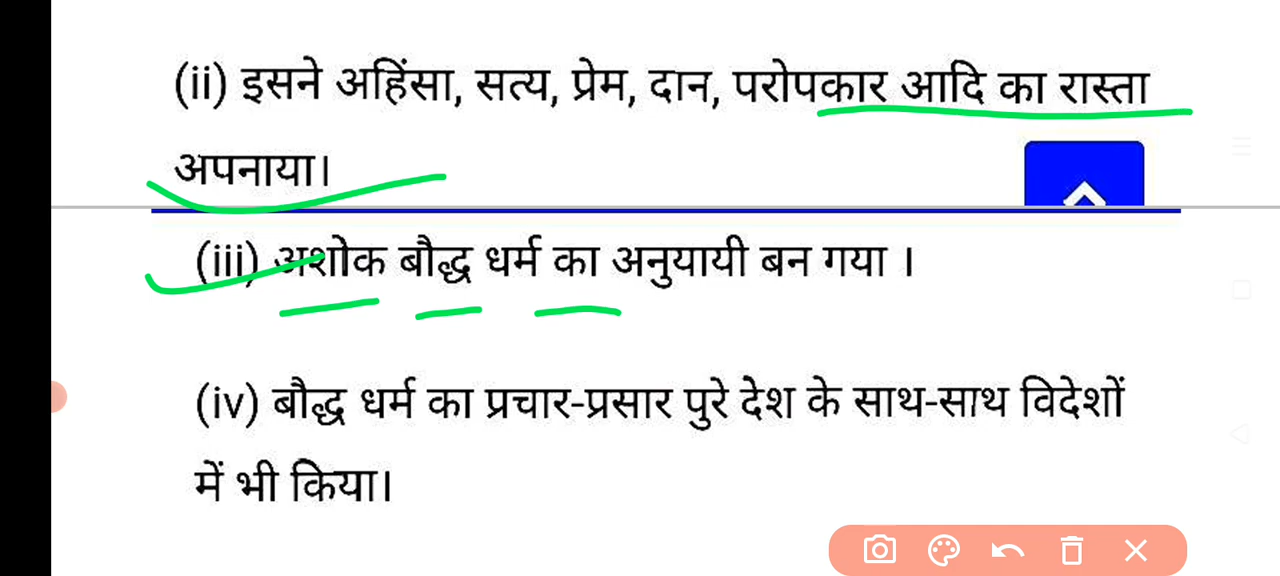 (ii) इसने अहिंसा, सत्य, प्रेम, दान, परोपकार आदि का रास्ता
अपनाया।
(iii) अशोक बौद्ध धर्म का अनुयायी बन गया ।
(iv) बौद्ध धर्म का प्रचार-प्रसार पुरे देश के साथ-साथ विदेशों
में भी किया।